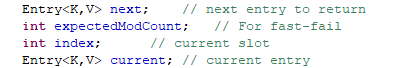 Entry<K,V> next;     // next entry to return
int expectedModCount;   // For fast-fail
int index;       // current slot
Entry<K,V> current; // current entry